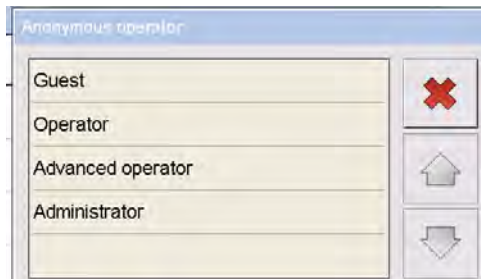 Anonymous operator
Guest
Operator
Advanced operator
Administrator